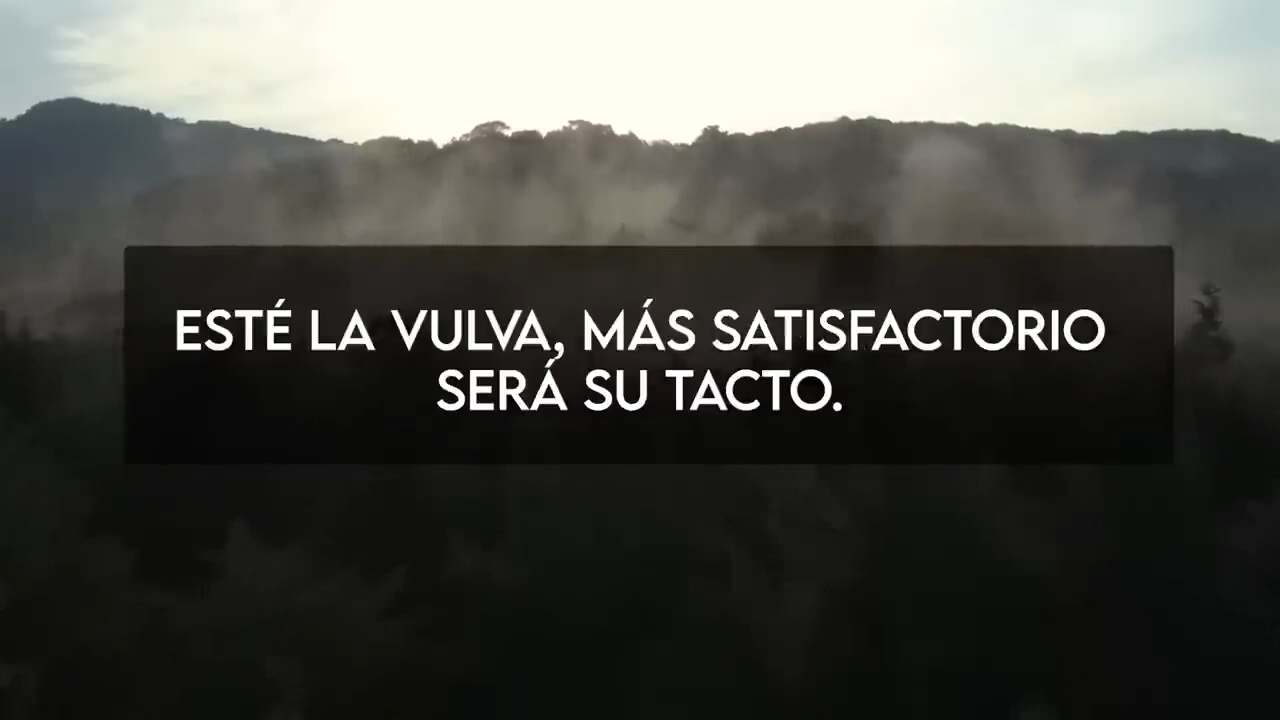 ESTÉ LA VULVA, MÁS SATISFACTORIO
SERÁ SU TACTO.